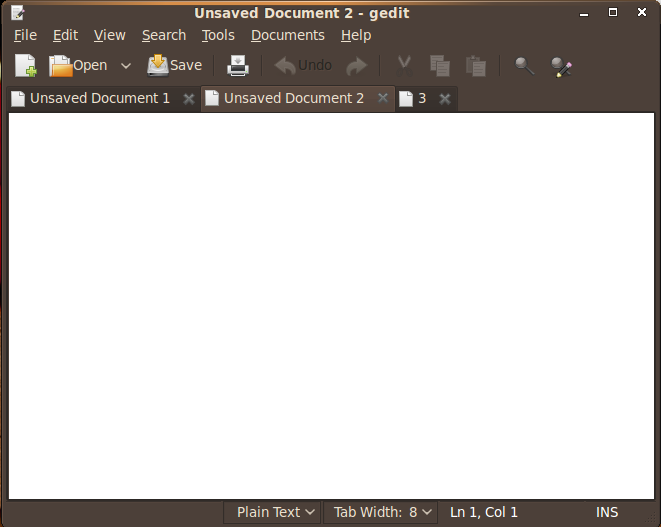 Unsaved Document 2 - gedit
File Edit View Search Tools Documents Help
Open Save Undo
Unsaved Document 1 Unsaved Document 2 3
Plain Text Tab Width: 8 Ln 1, Col 1 INS